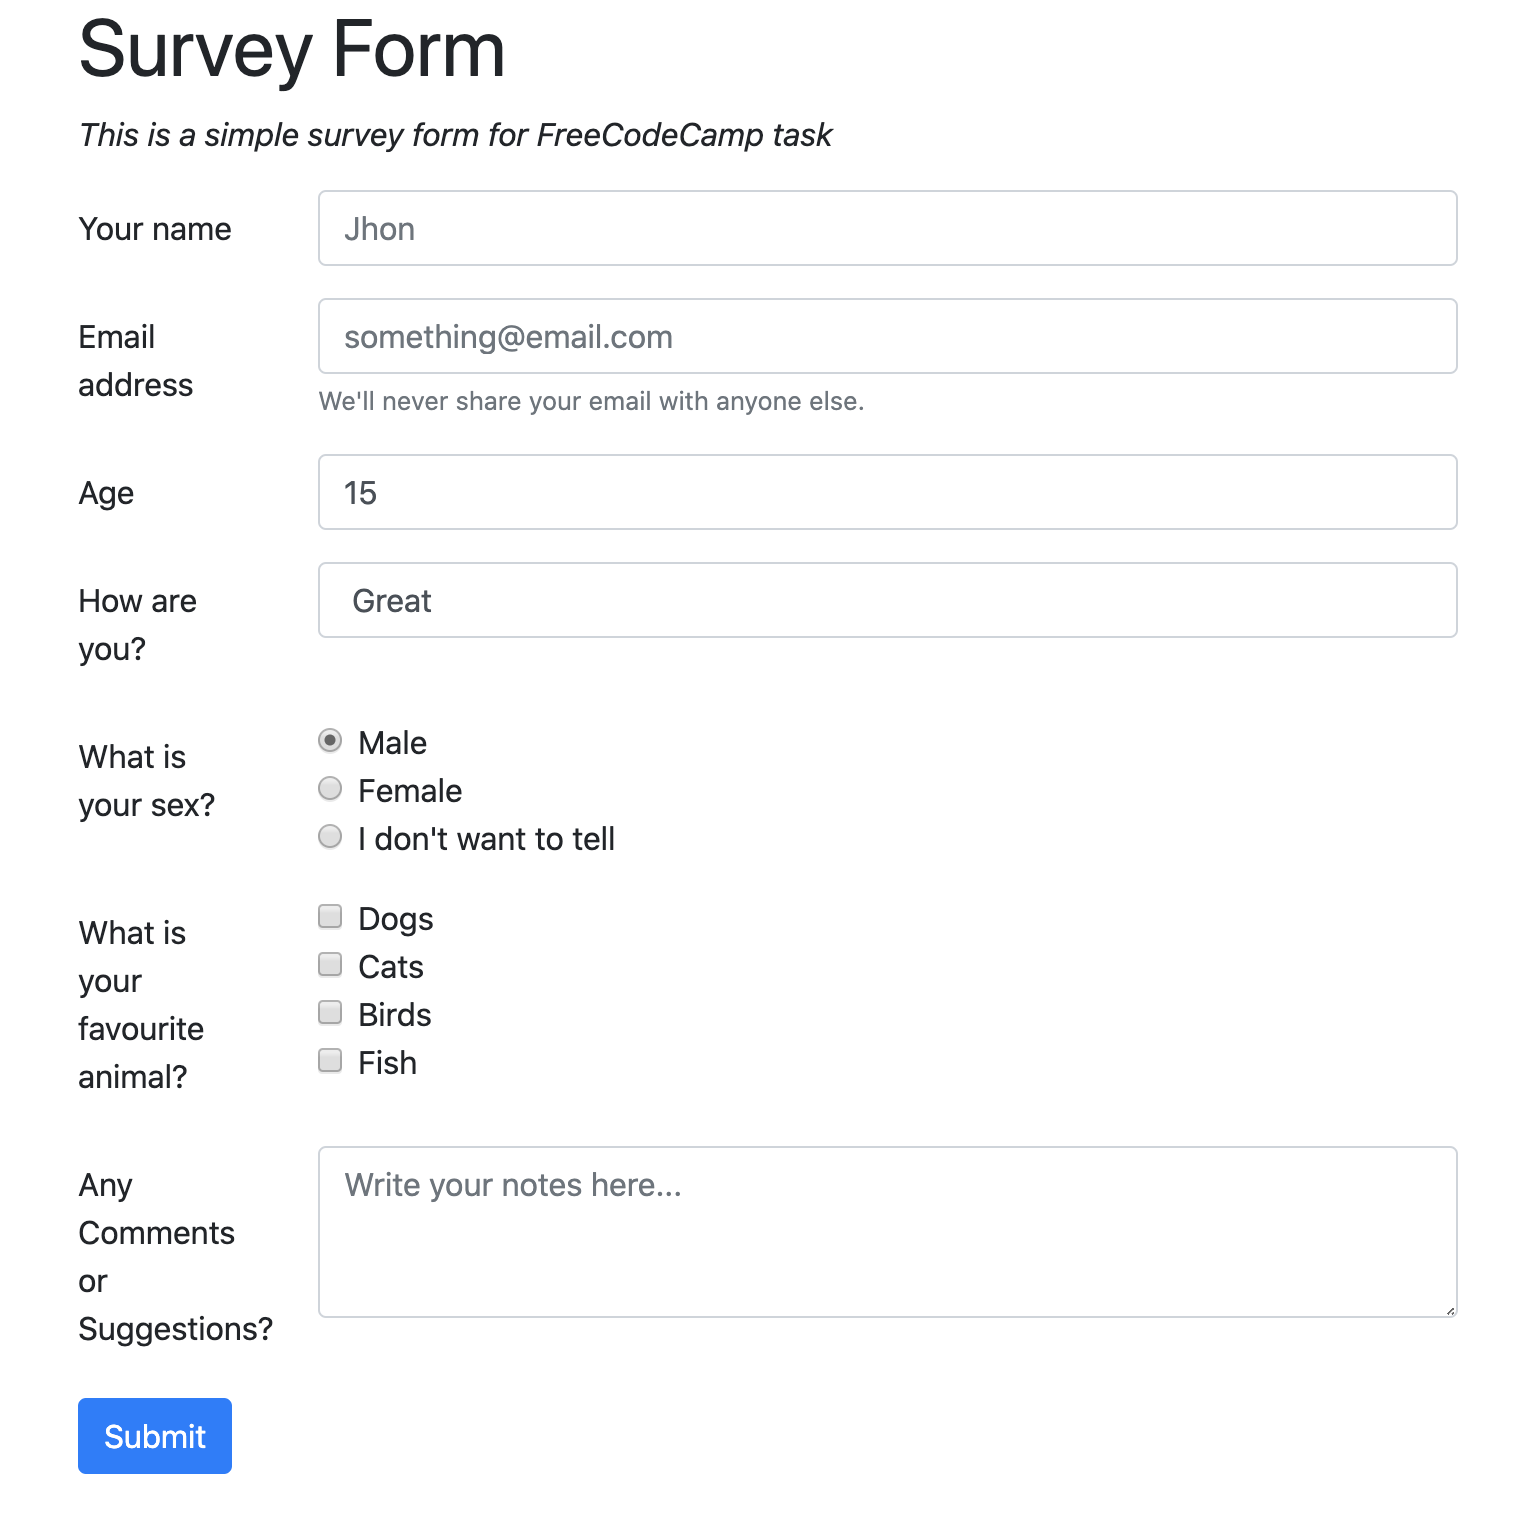 Survey Form
This is a simple survey form for FreeCodeCamp task
Your name
Jhon
Email
address
something@email.com
We'll never share your email with anyone else.
Age
15
How are
you?
Great
What is
your sex?
Male
Female
I don't want to tell
What is
your
favourite
animal?
Dogs
Cats
Birds
Fish
Any
Comments
or
Suggestions?
Write your notes here...
Submit